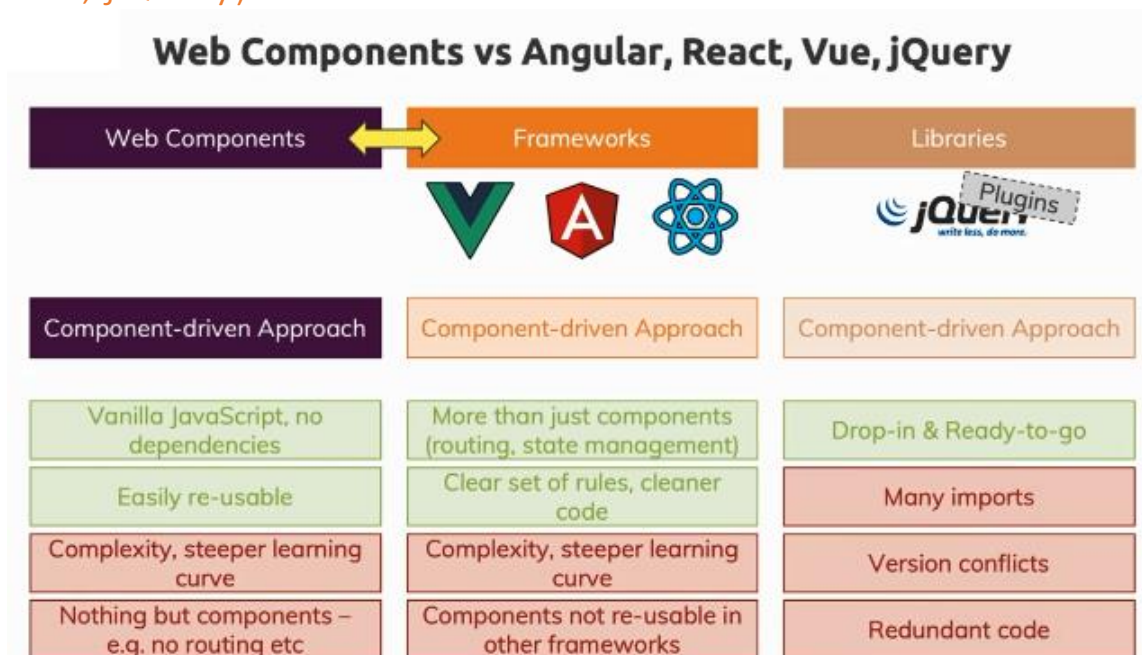 Web Components vs Angular, React, Vue, jQuery
Web Components
Frameworks
Libraries
A
jQuery
Plugins
write less, do more.
Component-driven Approach
Component-driven Approach
Component-driven Approach
Vanilla JavaScript, no
dependencies
More than just components
(routing, state management)
Drop-in & Ready-to-go
Easily re-usable
Clear set of rules, cleaner
code
Many imports
Complexity, steeper learning
curve
Complexity, steeper learning
curve
Version conflicts
Nothing but components –
e.g. no routing etc
Components not re-usable in
other frameworks
Redundant code